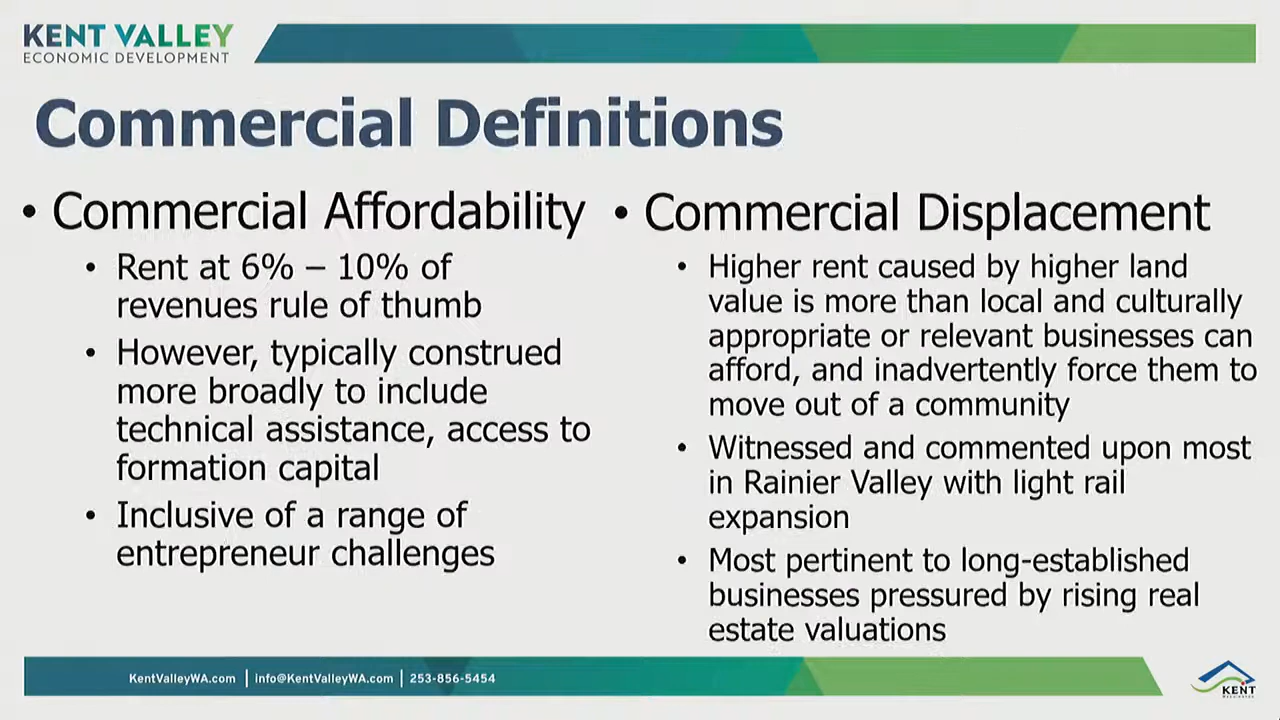 KENT VALLEY
ECONOMIC DEVELOPMENT
Commercial Definitions
• Commercial Affordability
• Rent at 6% – 10% of
revenues rule of thumb
• However, typically construed
more broadly to include
technical assistance, access to
formation capital
• Inclusive of a range of
entrepreneur challenges
• Commercial Displacement
• Higher rent caused by higher land
value is more than local and culturally
appropriate or relevant businesses can
afford, and inadvertently force them to
move out of a community
• Witnessed and commented upon most
in Rainier Valley with light rail
expansion
• Most pertinent to long-established
businesses pressured by rising real
estate valuations
KentValleyWA.com | info@KentValleyWA.com | 253-856-5454
KENT